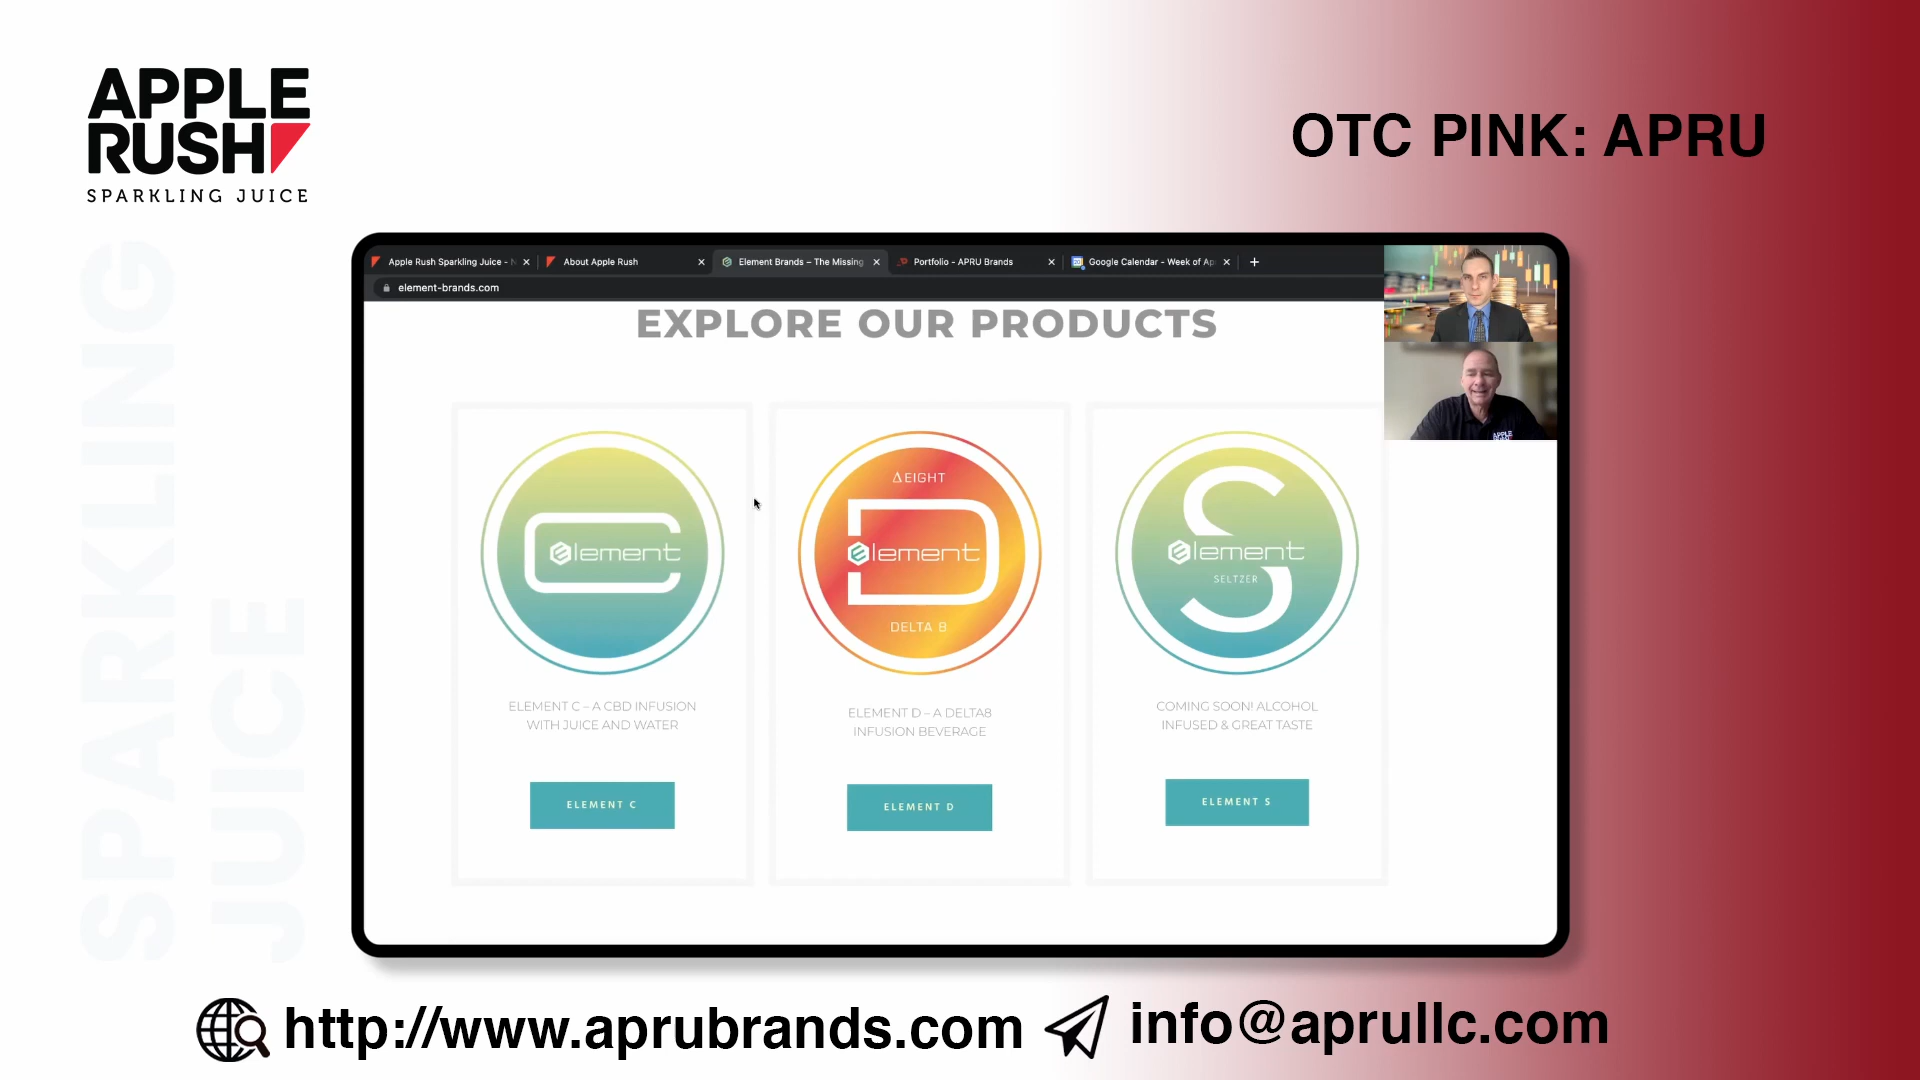 APPLE
RUSH
SPARKLING JUICE
OTC PINK: APRU
SPARKLING
JUICE
Apple Rush Sparkling Juice - N
About Apple Rush
Element Brands – The Missing
Portfolio - APRU Brands
Google Calendar - Week of Ap
element-brands.com
EXPLORE OUR PRODUCTS
C
element
ELEMENT C – A CBD INFUSION
WITH JUICE AND WATER
ELEMENT C
Δ EIGHT
D
element
DELTA 8
ELEMENT D – A DELTA8
INFUSION BEVERAGE
ELEMENT D
S
element
SELTZER
COMING SOON! ALCOHOL
INFUSED & GREAT TASTE
ELEMENT S
APPLE
RUSH
http://www.aprubrands.com
info@aprullc.com